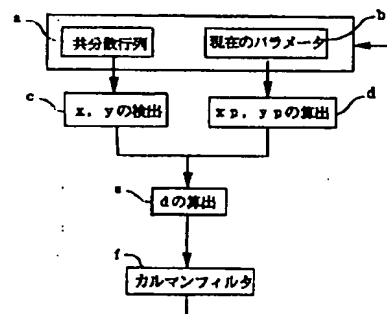 a
b
共分散行列
現在のパラメータ
c
d
x，yの検出
xp，ypの算出
e
dの算出
f
カルマンフィルタ